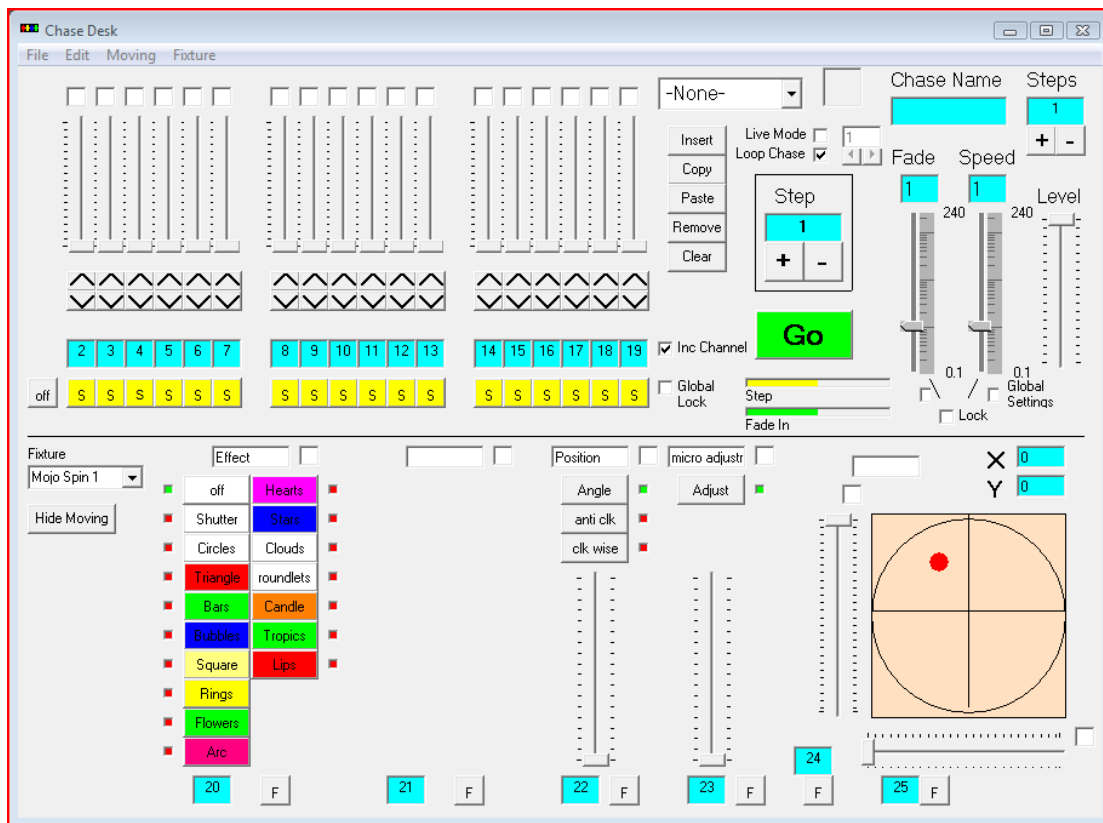 Chase Desk
File Edit Moving Fixture
-None-
Chase Name
Steps
1
+ -
Insert
Copy
Paste
Remove
Clear
Live Mode
1
Loop Chase
Step
1
+ -
Fade
Speed
1
1
Level
240
240
0.1
0.1
Go
2 3 4 5 6 7
8 9 10 11 12 13
14 15 16 17 18 19
Inc Channel
off
S S S S S S
S S S S S S
S S S S S S
Global
Lock
Step
Fade In
Global
Settings
Lock
Fixture
Mojo Spin 1
Hide Moving
Effect
off Hearts
Shutter Stars
Circles Clouds
Triangle roundlets
Bars Candle
Bubbles Tropics
Square Lips
Rings
Flowers
Arc
Position
Angle
anti clk
clk wise
micro adjustr
Adjust
X 0
Y 0
20 F
21 F
22 F
23 F
24
F
25 F